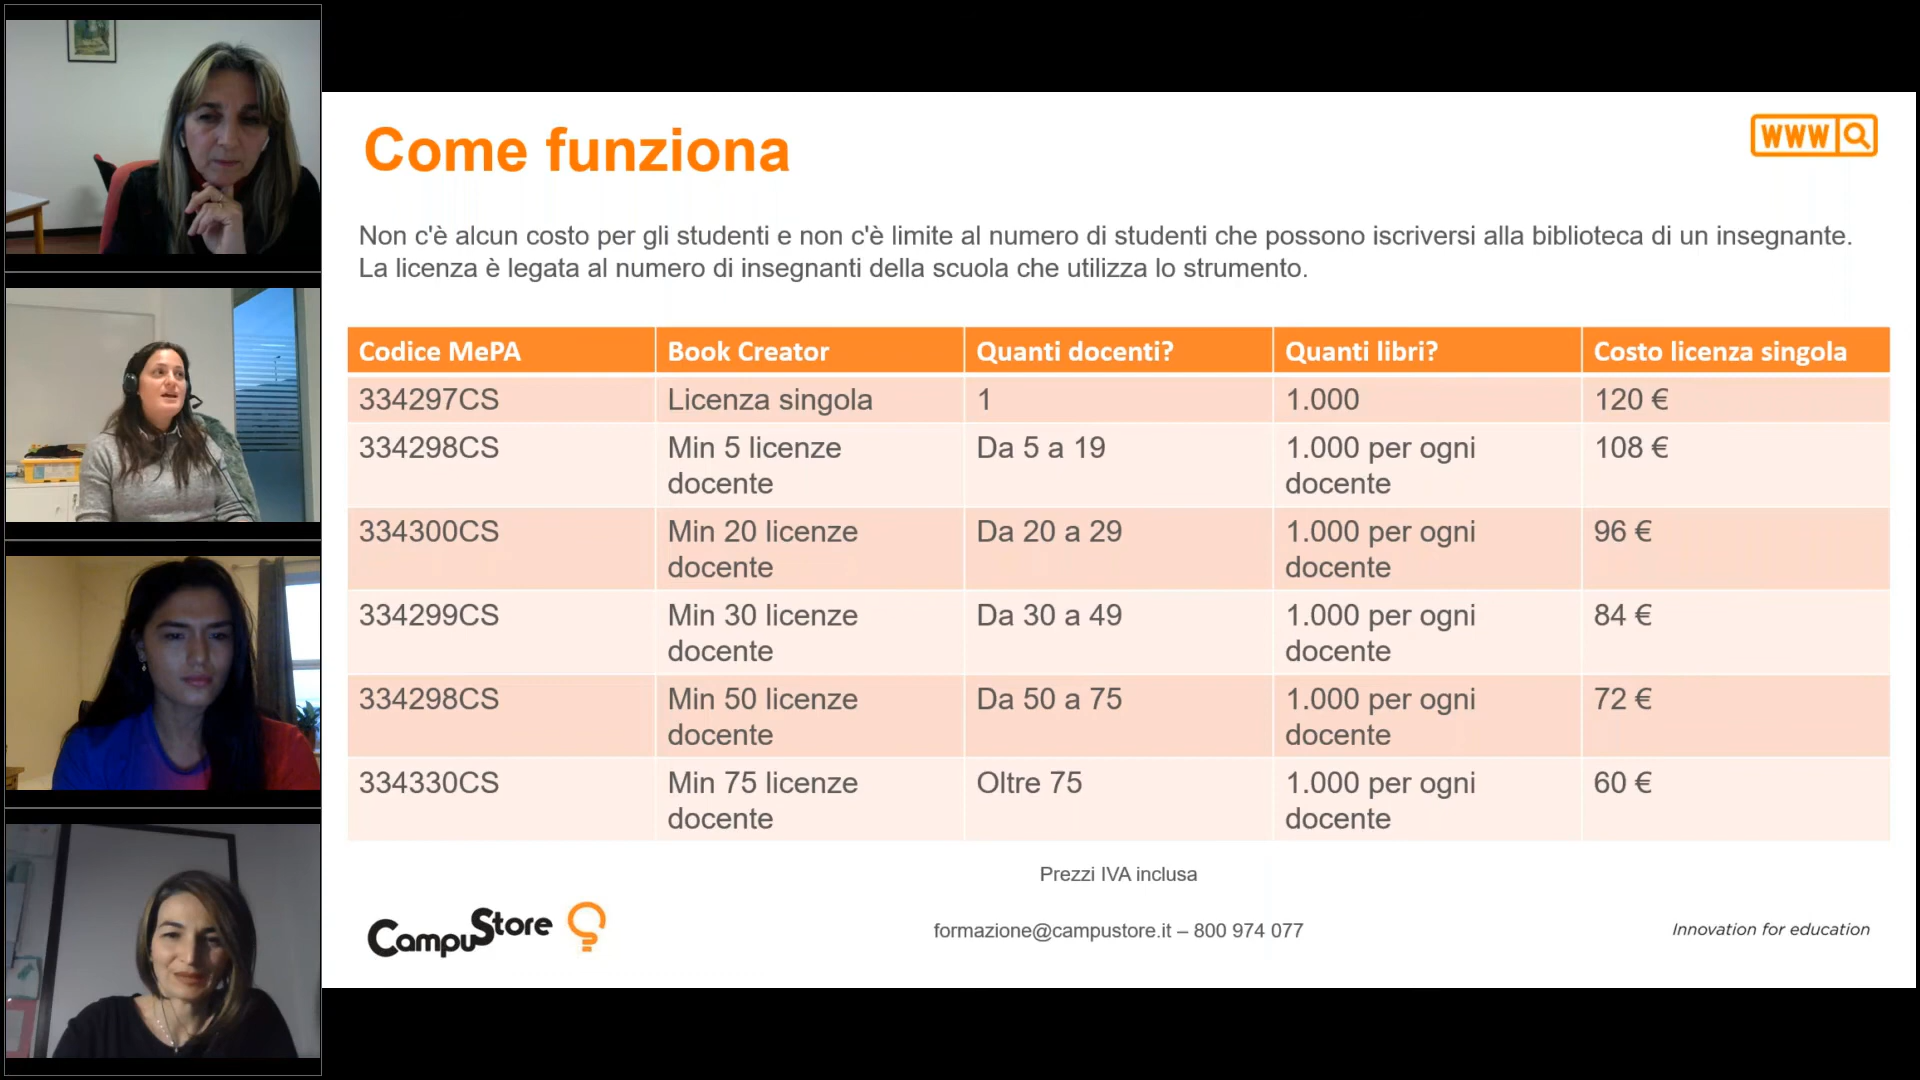 Come funziona
WWW
Non c'è alcun costo per gli studenti e non c'è limite al numero di studenti che possono iscriversi alla biblioteca di un insegnante.
La licenza è legata al numero di insegnanti della scuola che utilizza lo strumento.
Codice MePA Book Creator Quanti docenti? Quanti libri? Costo licenza singola
334297CS Licenza singola 1 1.000 120 €
334298CS Min 5 licenze docente Da 5 a 19 1.000 per ogni docente 108 €
334300CS Min 20 licenze docente Da 20 a 29 1.000 per ogni docente 96 €
334299CS Min 30 licenze docente Da 30 a 49 1.000 per ogni docente 84 €
334298CS Min 50 licenze docente Da 50 a 75 1.000 per ogni docente 72 €
334330CS Min 75 licenze docente Oltre 75 1.000 per ogni docente 60 €
Prezzi IVA inclusa
CampuStore
formazione@campustore.it – 800 974 077
Innovation for education